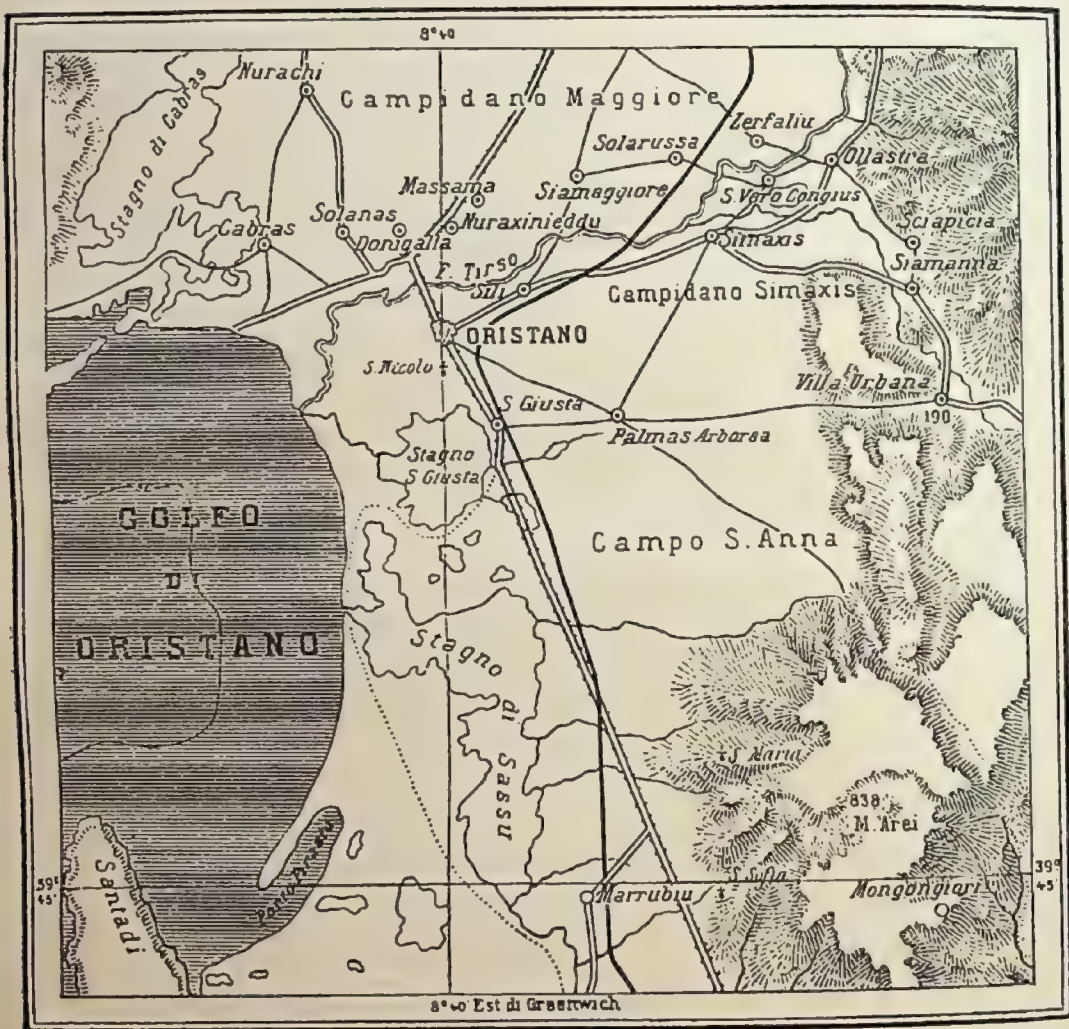 8°40
Nurachi
Campidano Maggiore
Stagno di Cabras
Zerfaliu
Solarussa
Ollastra
Massama
Siamaggiore
S. Vero Congius
Solanas
Nuraxinieddu
Cabras
Donigalla
Simaxis
Sciapicia
Siamanna
F. Tirso
Sili
Campidano Simaxis
ORISTANO
S. Nicolo
Villa Urbana
190
S Giusta
Palmas Arborea
Stagno
S Giusta
GOLFO
DI
ORISTANO
Campo S. Anna
Stagno
di
Sassu
S. Maria
838
M. Arei
Santadi
39°
45'
39°
45'
Marrubiu
Mongongiori
8°40' Est di Greenwich